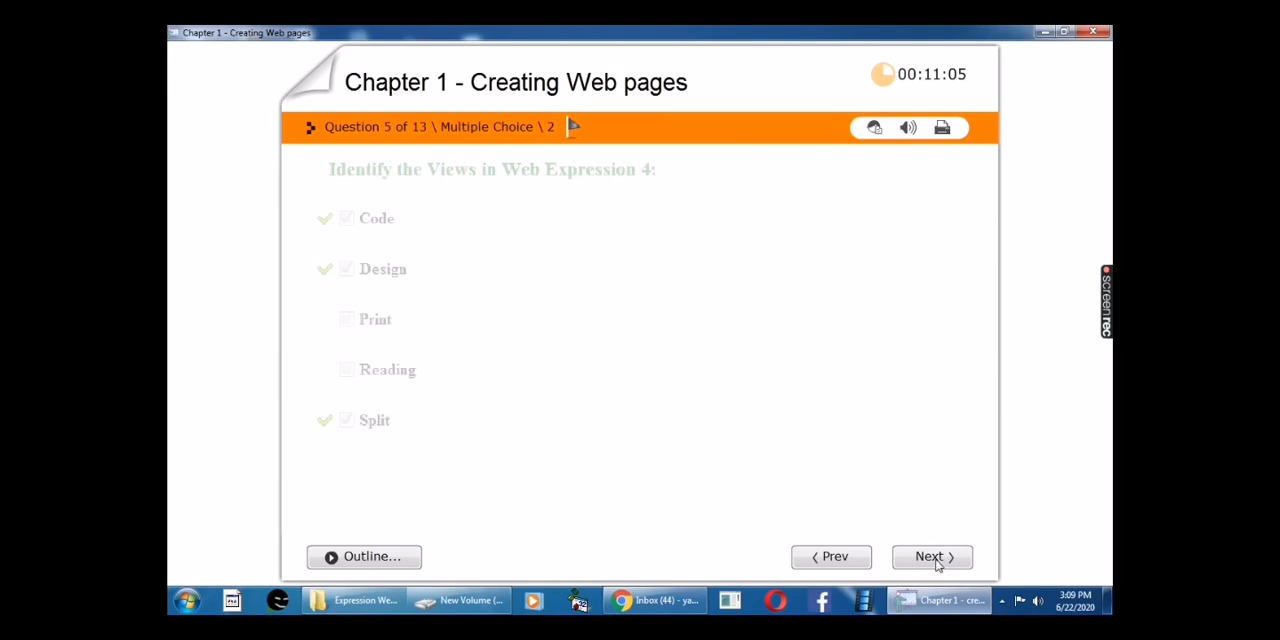 Chapter 1 - Creating Web pages
Chapter 1 - Creating Web pages
00:11:05
Question 5 of 13 \ Multiple Choice \ 2
Identify the Views in Web Expression 4:
Code
Design
Print
Reading
Split
screenrec
Outline...
Prev
Next
Expression We...
New Volume (...
Inbox (44) - ya...
Chapter 1 - cre...
3:09 PM
6/22/2020